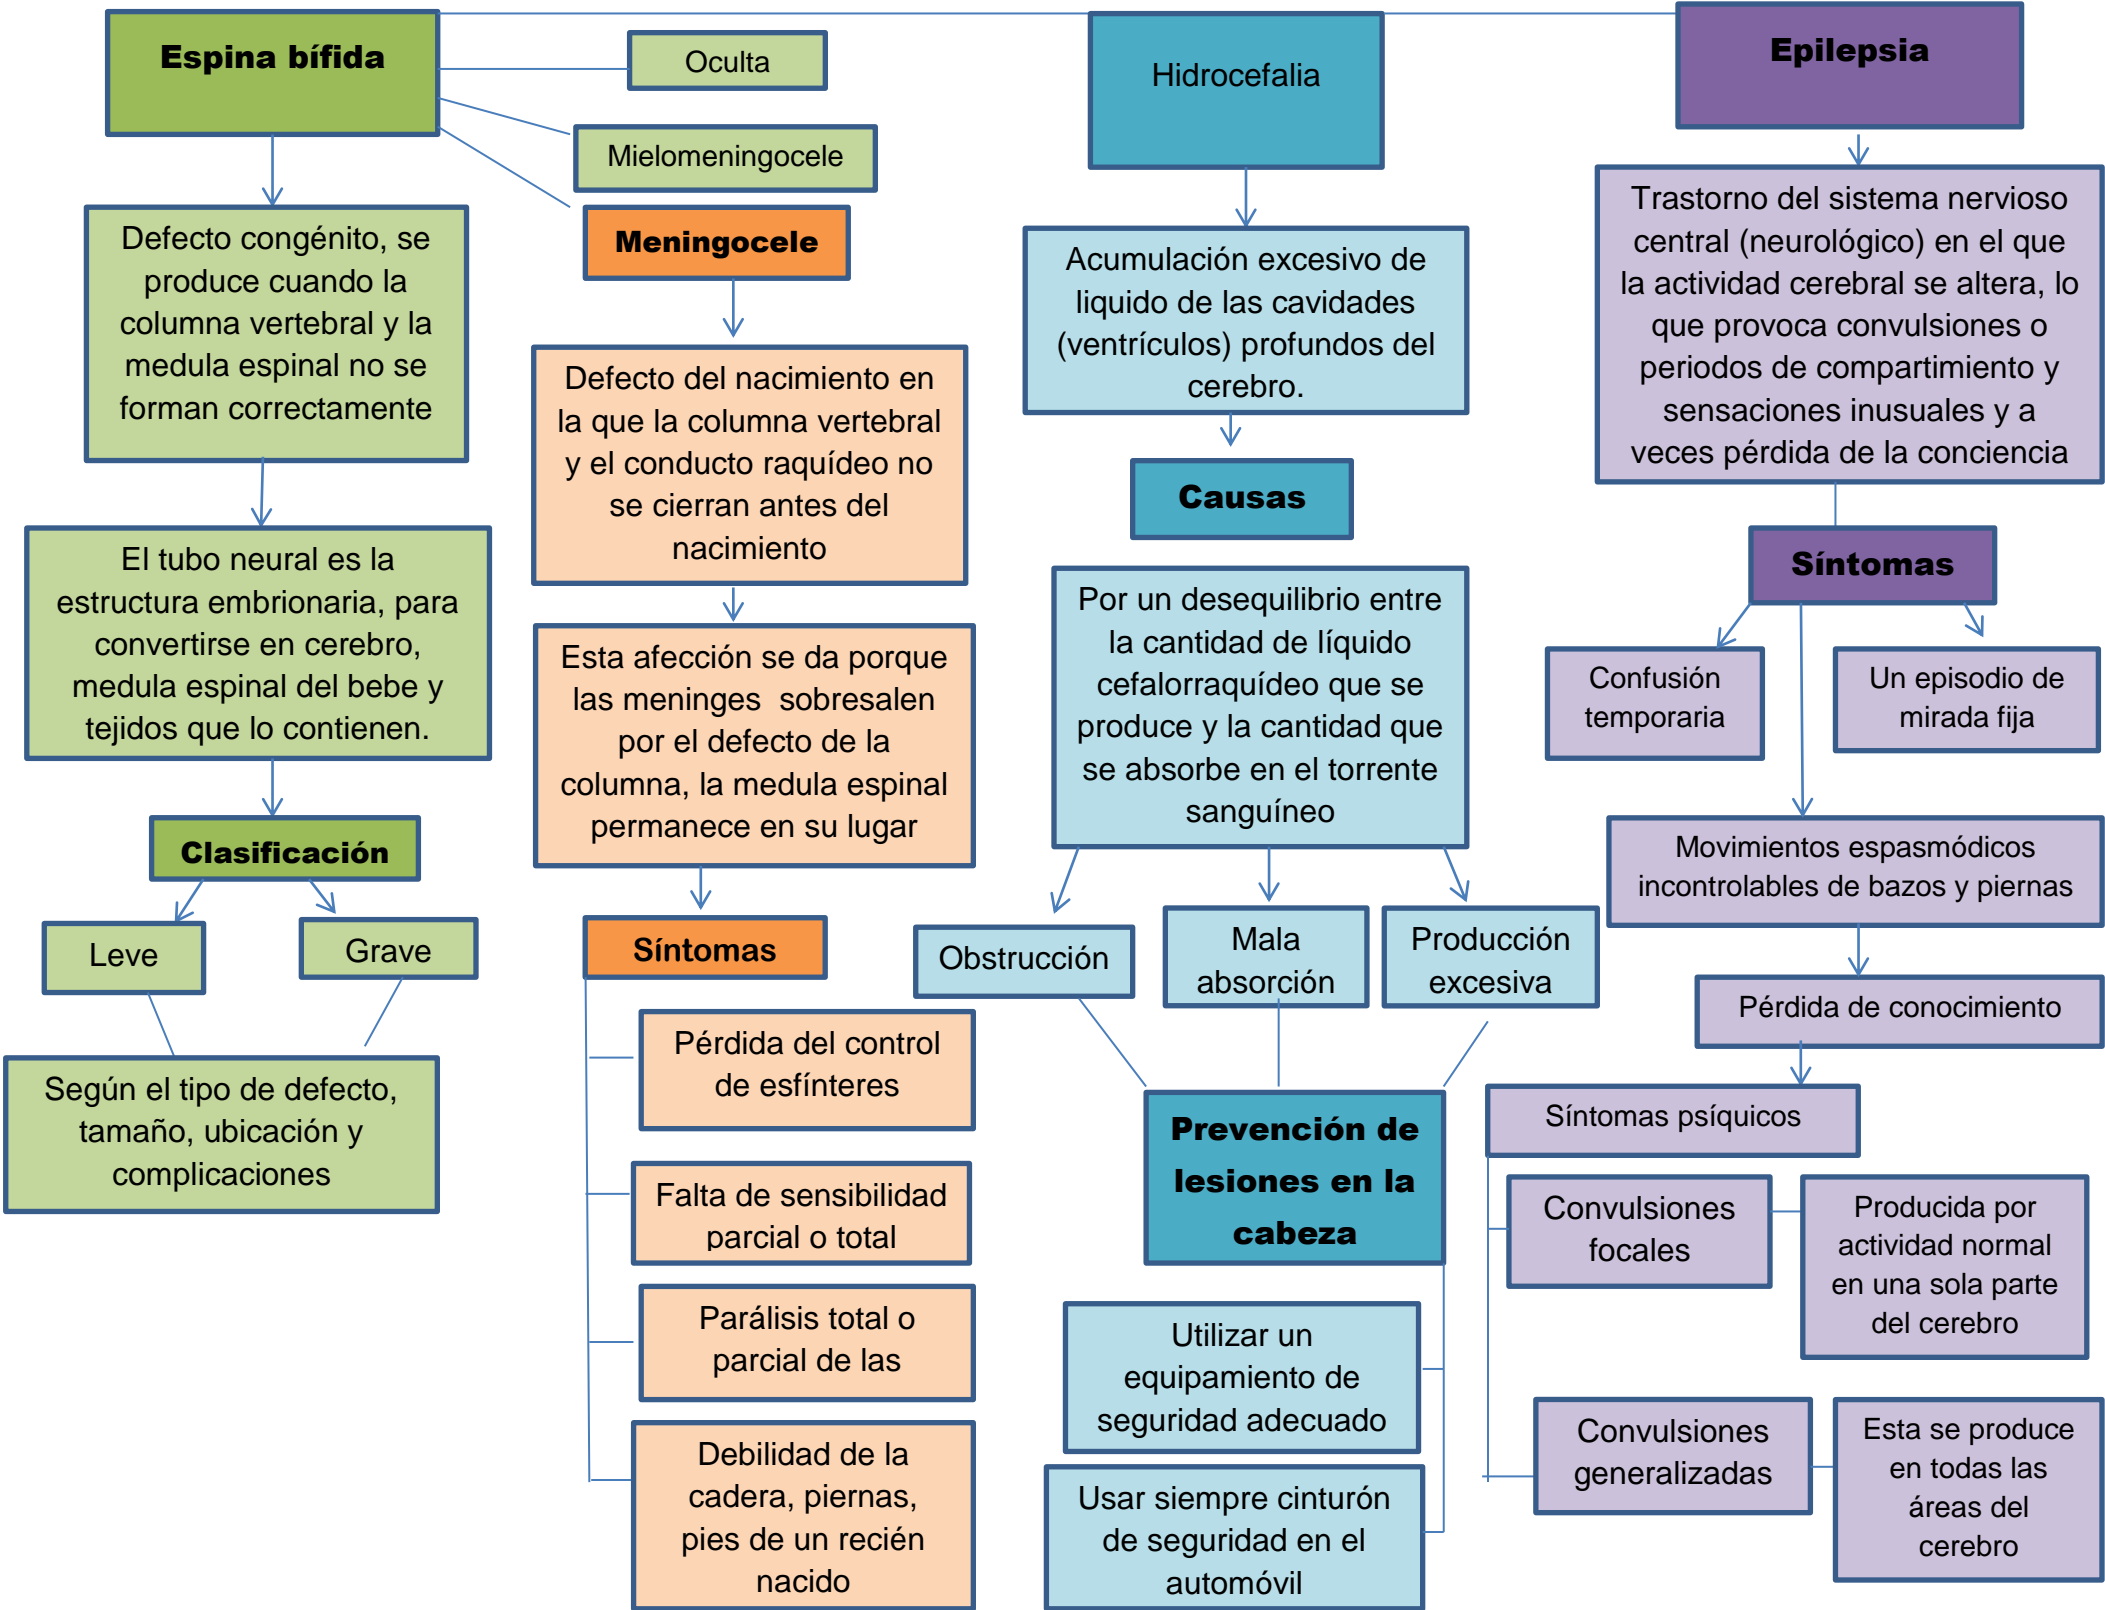 Espina bífida
Oculta
Mielomeningocele
Defecto congénito, se
produce cuando la
columna vertebral y la
medula espinal no se
forman correctamente
El tubo neural es la
estructura embrionaria, para
convertirse en cerebro,
medula espinal del bebe y
tejidos que lo contienen.
Clasificación
Leve
Grave
Según el tipo de defecto,
tamaño, ubicación y
complicaciones
Meningocele
Defecto del nacimiento en
la que la columna vertebral
y el conducto raquídeo no
se cierran antes del
nacimiento
Esta afección se da porque
las meninges sobresalen
por el defecto de la
columna, la medula espinal
permanece en su lugar
Síntomas
Pérdida del control
de esfínteres
Falta de sensibilidad
parcial o total
Parálisis total o
parcial de las
Debilidad de la
cadera, piernas,
pies de un recién
nacido
Hidrocefalia
Acumulación excesivo de
liquido de las cavidades
(ventrículos) profundos del
cerebro.
Causas
Por un desequilibrio entre
la cantidad de líquido
cefalorraquídeo que se
produce y la cantidad que
se absorbe en el torrente
sanguíneo
Obstrucción
Mala
absorción
Producción
excesiva
Prevención de
lesiones en la
cabeza
Utilizar un
equipamiento de
seguridad adecuado
Usar siempre cinturón
de seguridad en el
automóvil
Epilepsia
Trastorno del sistema nervioso
central (neurológico) en el que
la actividad cerebral se altera, lo
que provoca convulsiones o
periodos de compartimiento y
sensaciones inusuales y a
veces pérdida de la conciencia
Síntomas
Confusión
temporaria
Un episodio de
mirada fija
Movimientos espasmódicos
incontrolables de bazos y piernas
Pérdida de conocimiento
Síntomas psíquicos
Convulsiones
focales
Producida por
actividad normal
en una sola parte
del cerebro
Convulsiones
generalizadas
Esta se produce
en todas las
áreas del
cerebro